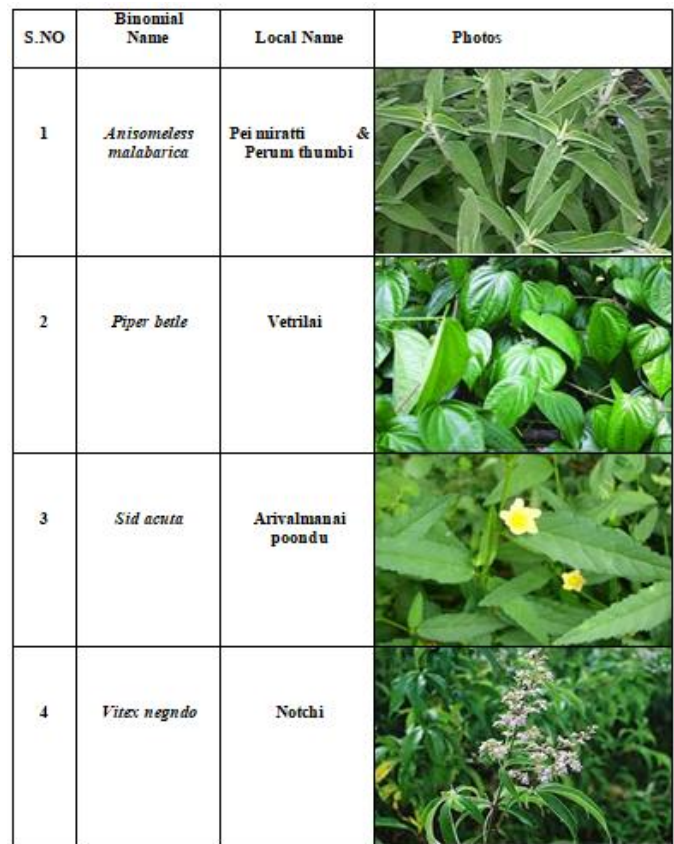 S.NO Binomial Name Local Name Photos
1 Anisomeless malabarica Pei miratti & Perum thumbi
2 Piper betle Vetrilai
3 Sid acuta Arivalmanai poondu
4 Vitex negndo Notchi